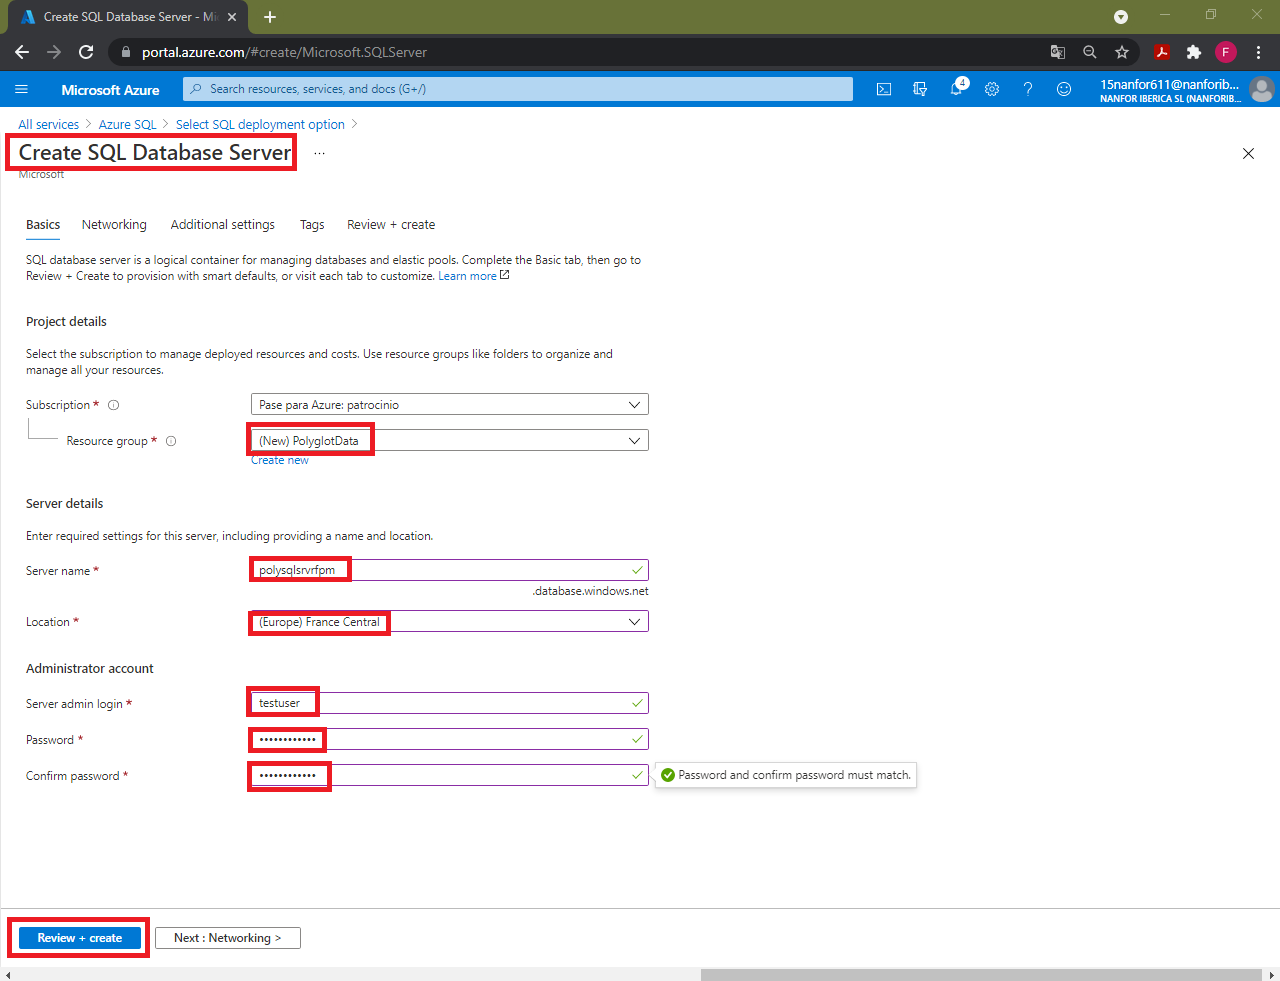 Create SQL Database Server - Mi
portal.azure.com/#create/Microsoft.SQLServer
F
Microsoft Azure
Search resources, services, and docs (G+/)
4
?
15nanfor611@nanforib...
NANFOR IBERICA SL (NANFORIB...
All services > Azure SQL > Select SQL deployment option >
Create SQL Database Server ...
Microsoft
Basics Networking Additional settings Tags Review + create
SQL database server is a logical container for managing databases and elastic pools. Complete the Basic tab, then go to
Review + Create to provision with smart defaults, or visit each tab to customize. Learn more
Project details
Select the subscription to manage deployed resources and costs. Use resource groups like folders to organize and
manage all your resources.
Subscription * Pase para Azure: patrocinio
Resource group * (New) PolyglotData
Create new
Server details
Enter required settings for this server, including providing a name and location.
Server name * polysqlsrvrfpm
.database.windows.net
Location * (Europe) France Central
Administrator account
Server admin login * testuser
Password * ••••••••••••
Confirm password * ••••••••••••
Password and confirm password must match.
Review + create Next : Networking >